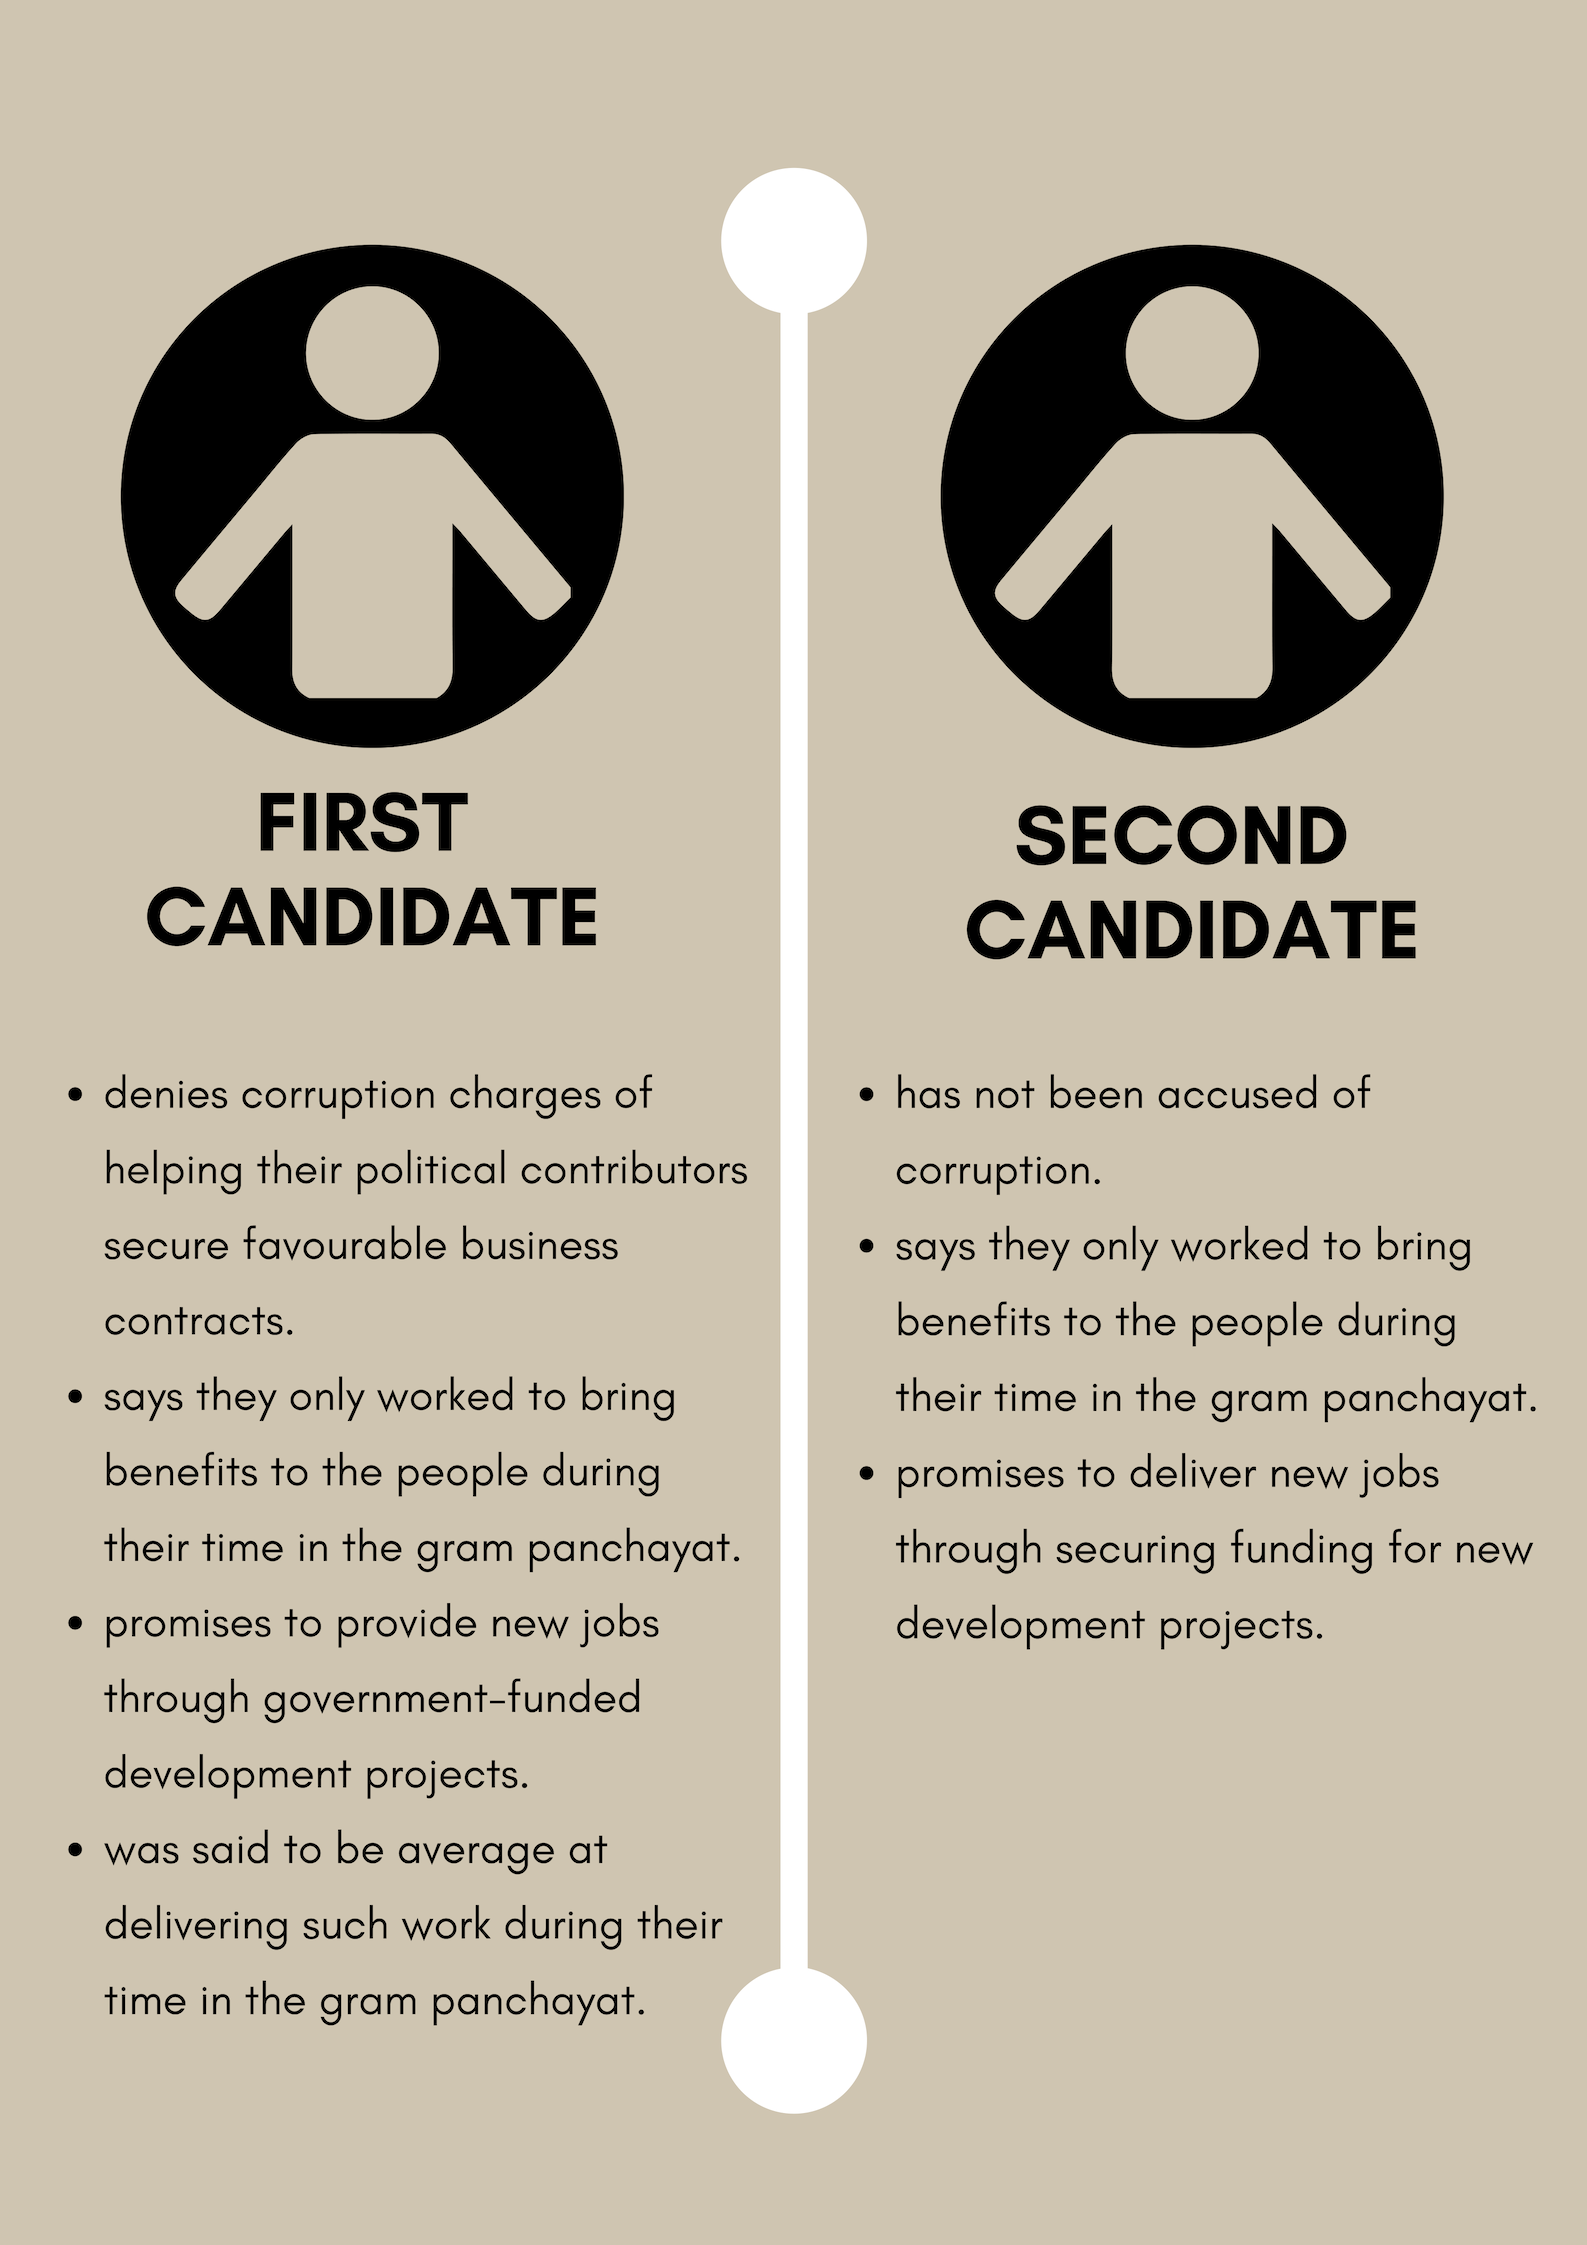 FIRST
CANDIDATE
• denies corruption charges of
helping their political contributors
secure favourable business
contracts.
• says they only worked to bring
benefits to the people during
their time in the gram panchayat.
• promises to provide new jobs
through government-funded
development projects.
• was said to be average at
delivering such work during their
time in the gram panchayat.
SECOND
CANDIDATE
• has not been accused of
corruption.
• says they only worked to bring
benefits to the people during
their time in the gram panchayat.
• promises to deliver new jobs
through securing funding for new
development projects.